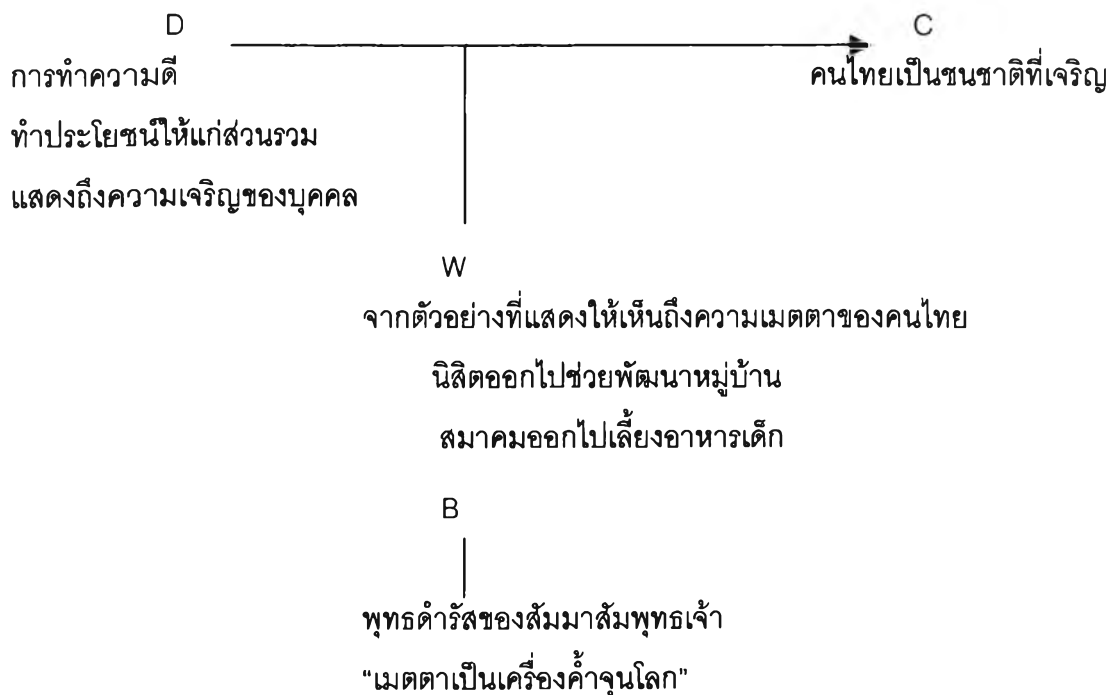 D
C
การทำความดี
คนไทยเป็นชนชาติที่เจริญ
ทำประโยชน์ให้แก่ส่วนรวม
แสดงถึงความเจริญของบุคคล
W
จากตัวอย่างที่แสดงให้เห็นถึงความเมตตาของคนไทย
นิสิตออกไปช่วยพัฒนาหมู่บ้าน
สมาคมออกไปเลี้ยงอาหารเด็ก
B
พุทธดำรัสของสัมมาสัมพุทธเจ้า
“เมตตาเป็นเครื่องค้ำจุนโลก”